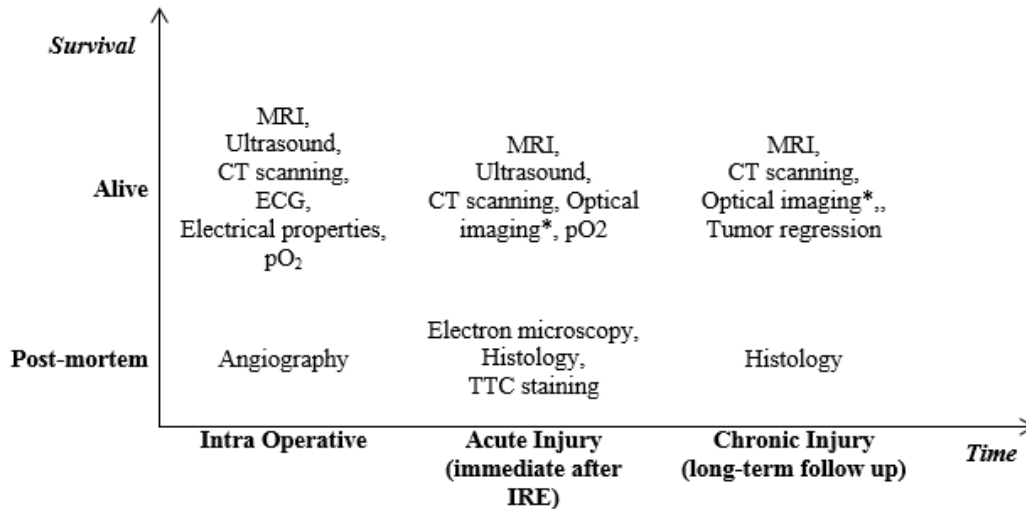 Survival
Alive
MRI,
Ultrasound,
CT scanning,
ECG,
Electrical properties,
pO₂
MRI,
Ultrasound,
CT scanning, Optical
imaging*, pO2
MRI,
CT scanning,
Optical imaging*,,
Tumor regression
Post-mortem
Angiography
Electron microscopy,
Histology,
TTC staining
Histology
Intra Operative
Acute Injury
(immediate after
IRE)
Chronic Injury
(long-term follow up)
Time